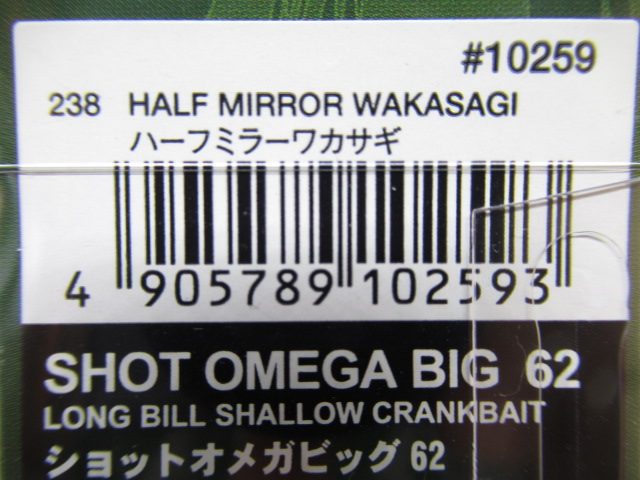 #10259
238 HALF MIRROR WAKASAGI
ハーフミラーワカサギ
4 905789 102593
SHOT OMEGA BIG 62
LONG BILL SHALLOW CRANKBAIT
ショットオメガビッグ 62